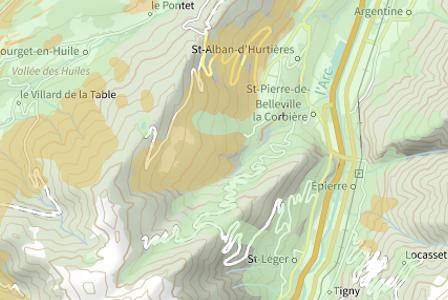 le Pontet
Argentine
St-Alban-d'Hurtières
ourget-en-Huile
Vallée des Huiles
l'Arc
le Villard de la Table
St-Pierre-de-
Belleville
la Corbière
Epierre
St-Léger
Locasset
Tigny